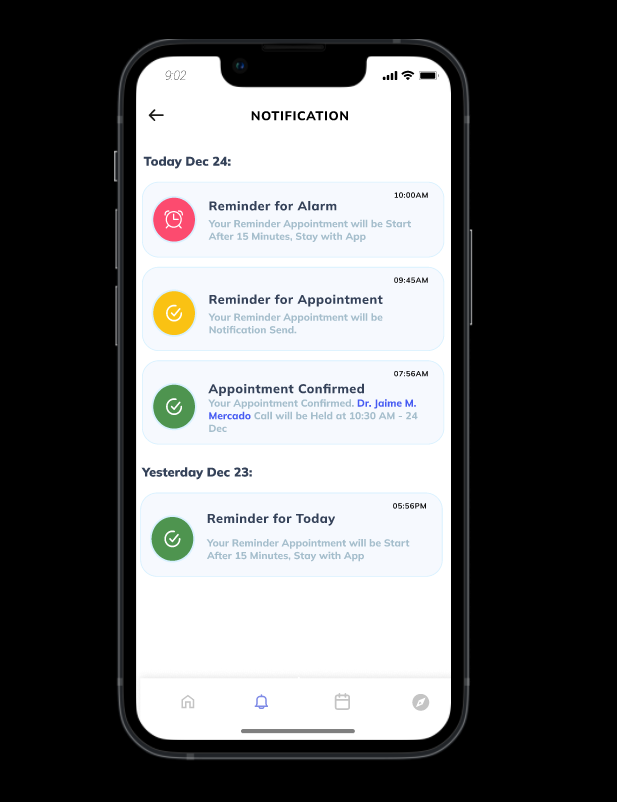 9:02
NOTIFICATION
Today Dec 24:
10:00AM
Reminder for Alarm
Your Reminder Appointment will be Start
After 15 Minutes, Stay with App
09:45AM
Reminder for Appointment
Your Reminder Appointment will be
Notification Send.
07:56AM
Appointment Confirmed
Your Appointment Confirmed. Dr. Jaime M.
Mercado Call will be Held at 10:30 AM - 24
Dec
Yesterday Dec 23:
05:56PM
Reminder for Today
Your Reminder Appointment will be Start
After 15 Minutes, Stay with App